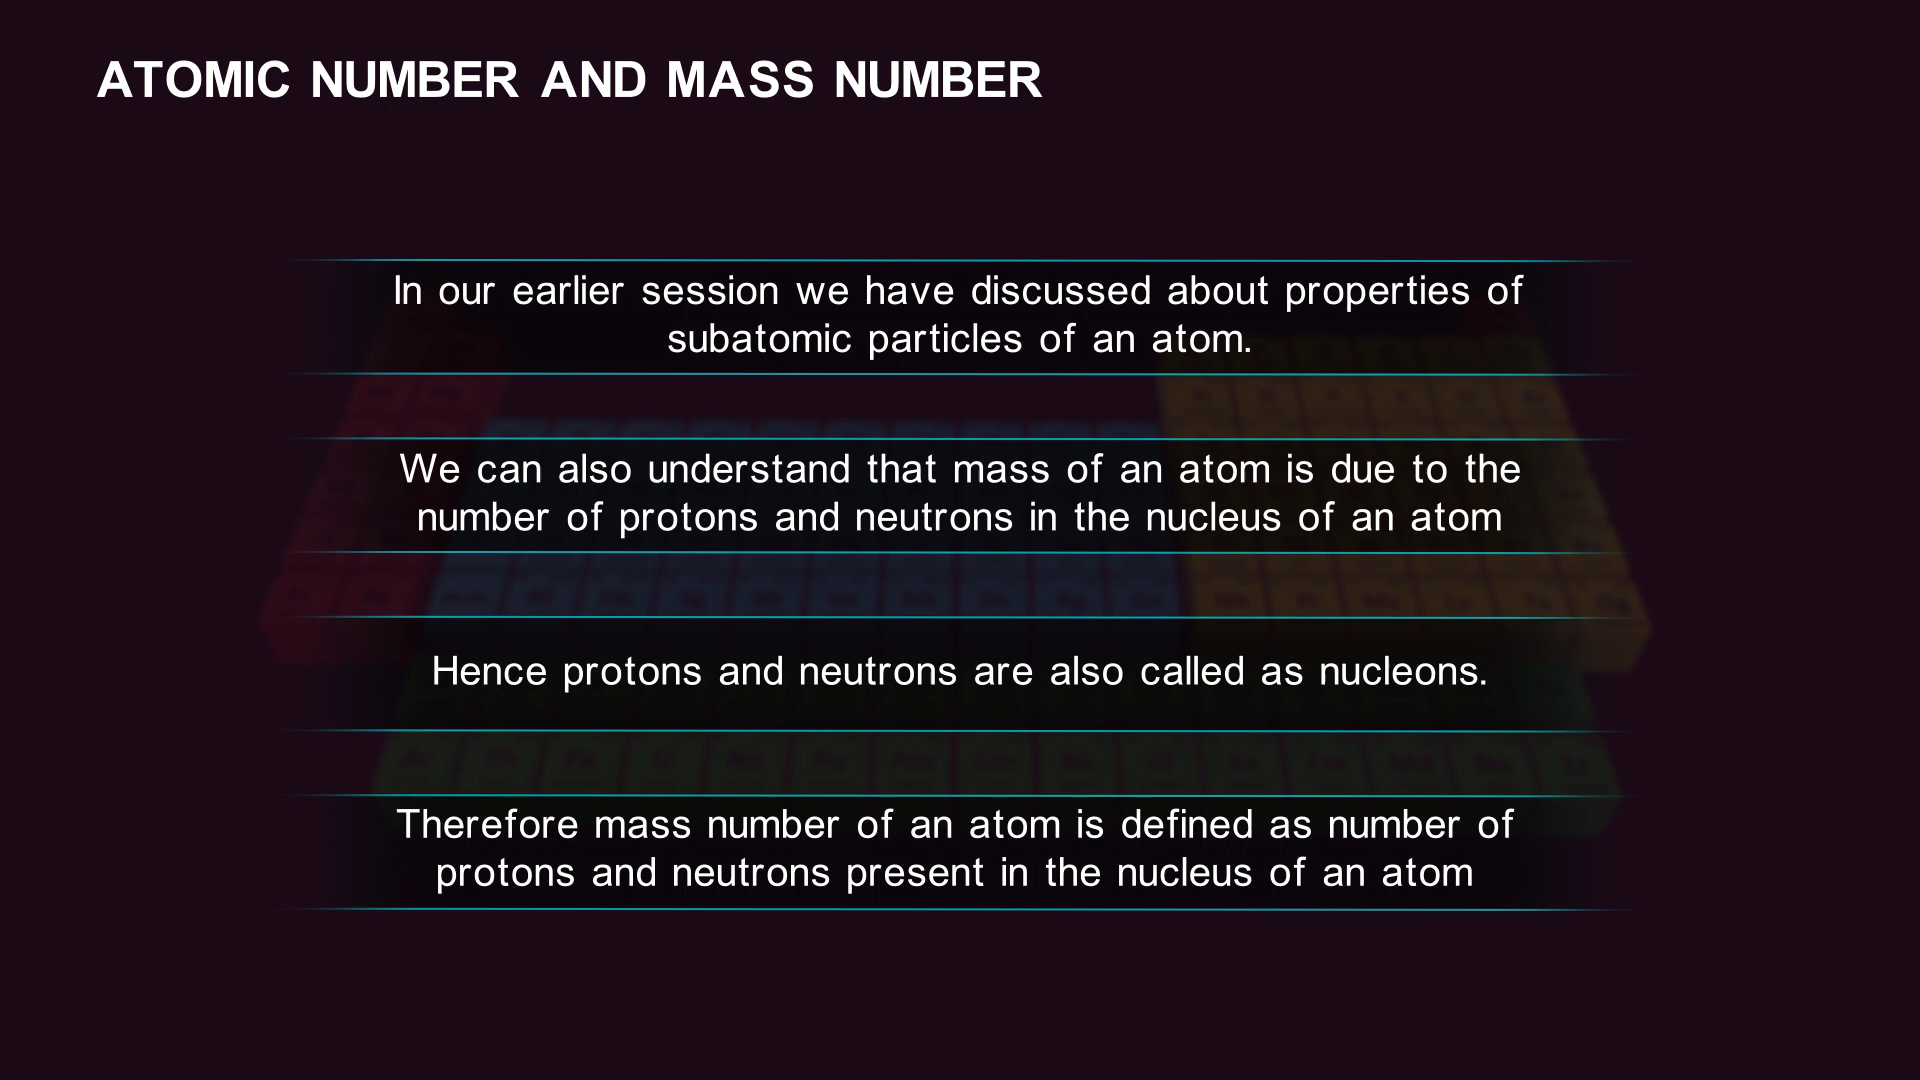 ATOMIC NUMBER AND MASS NUMBER
In our earlier session we have discussed about properties of
subatomic particles of an atom.
We can also understand that mass of an atom is due to the
number of protons and neutrons in the nucleus of an atom
Hence protons and neutrons are also called as nucleons.
Therefore mass number of an atom is defined as number of
protons and neutrons present in the nucleus of an atom